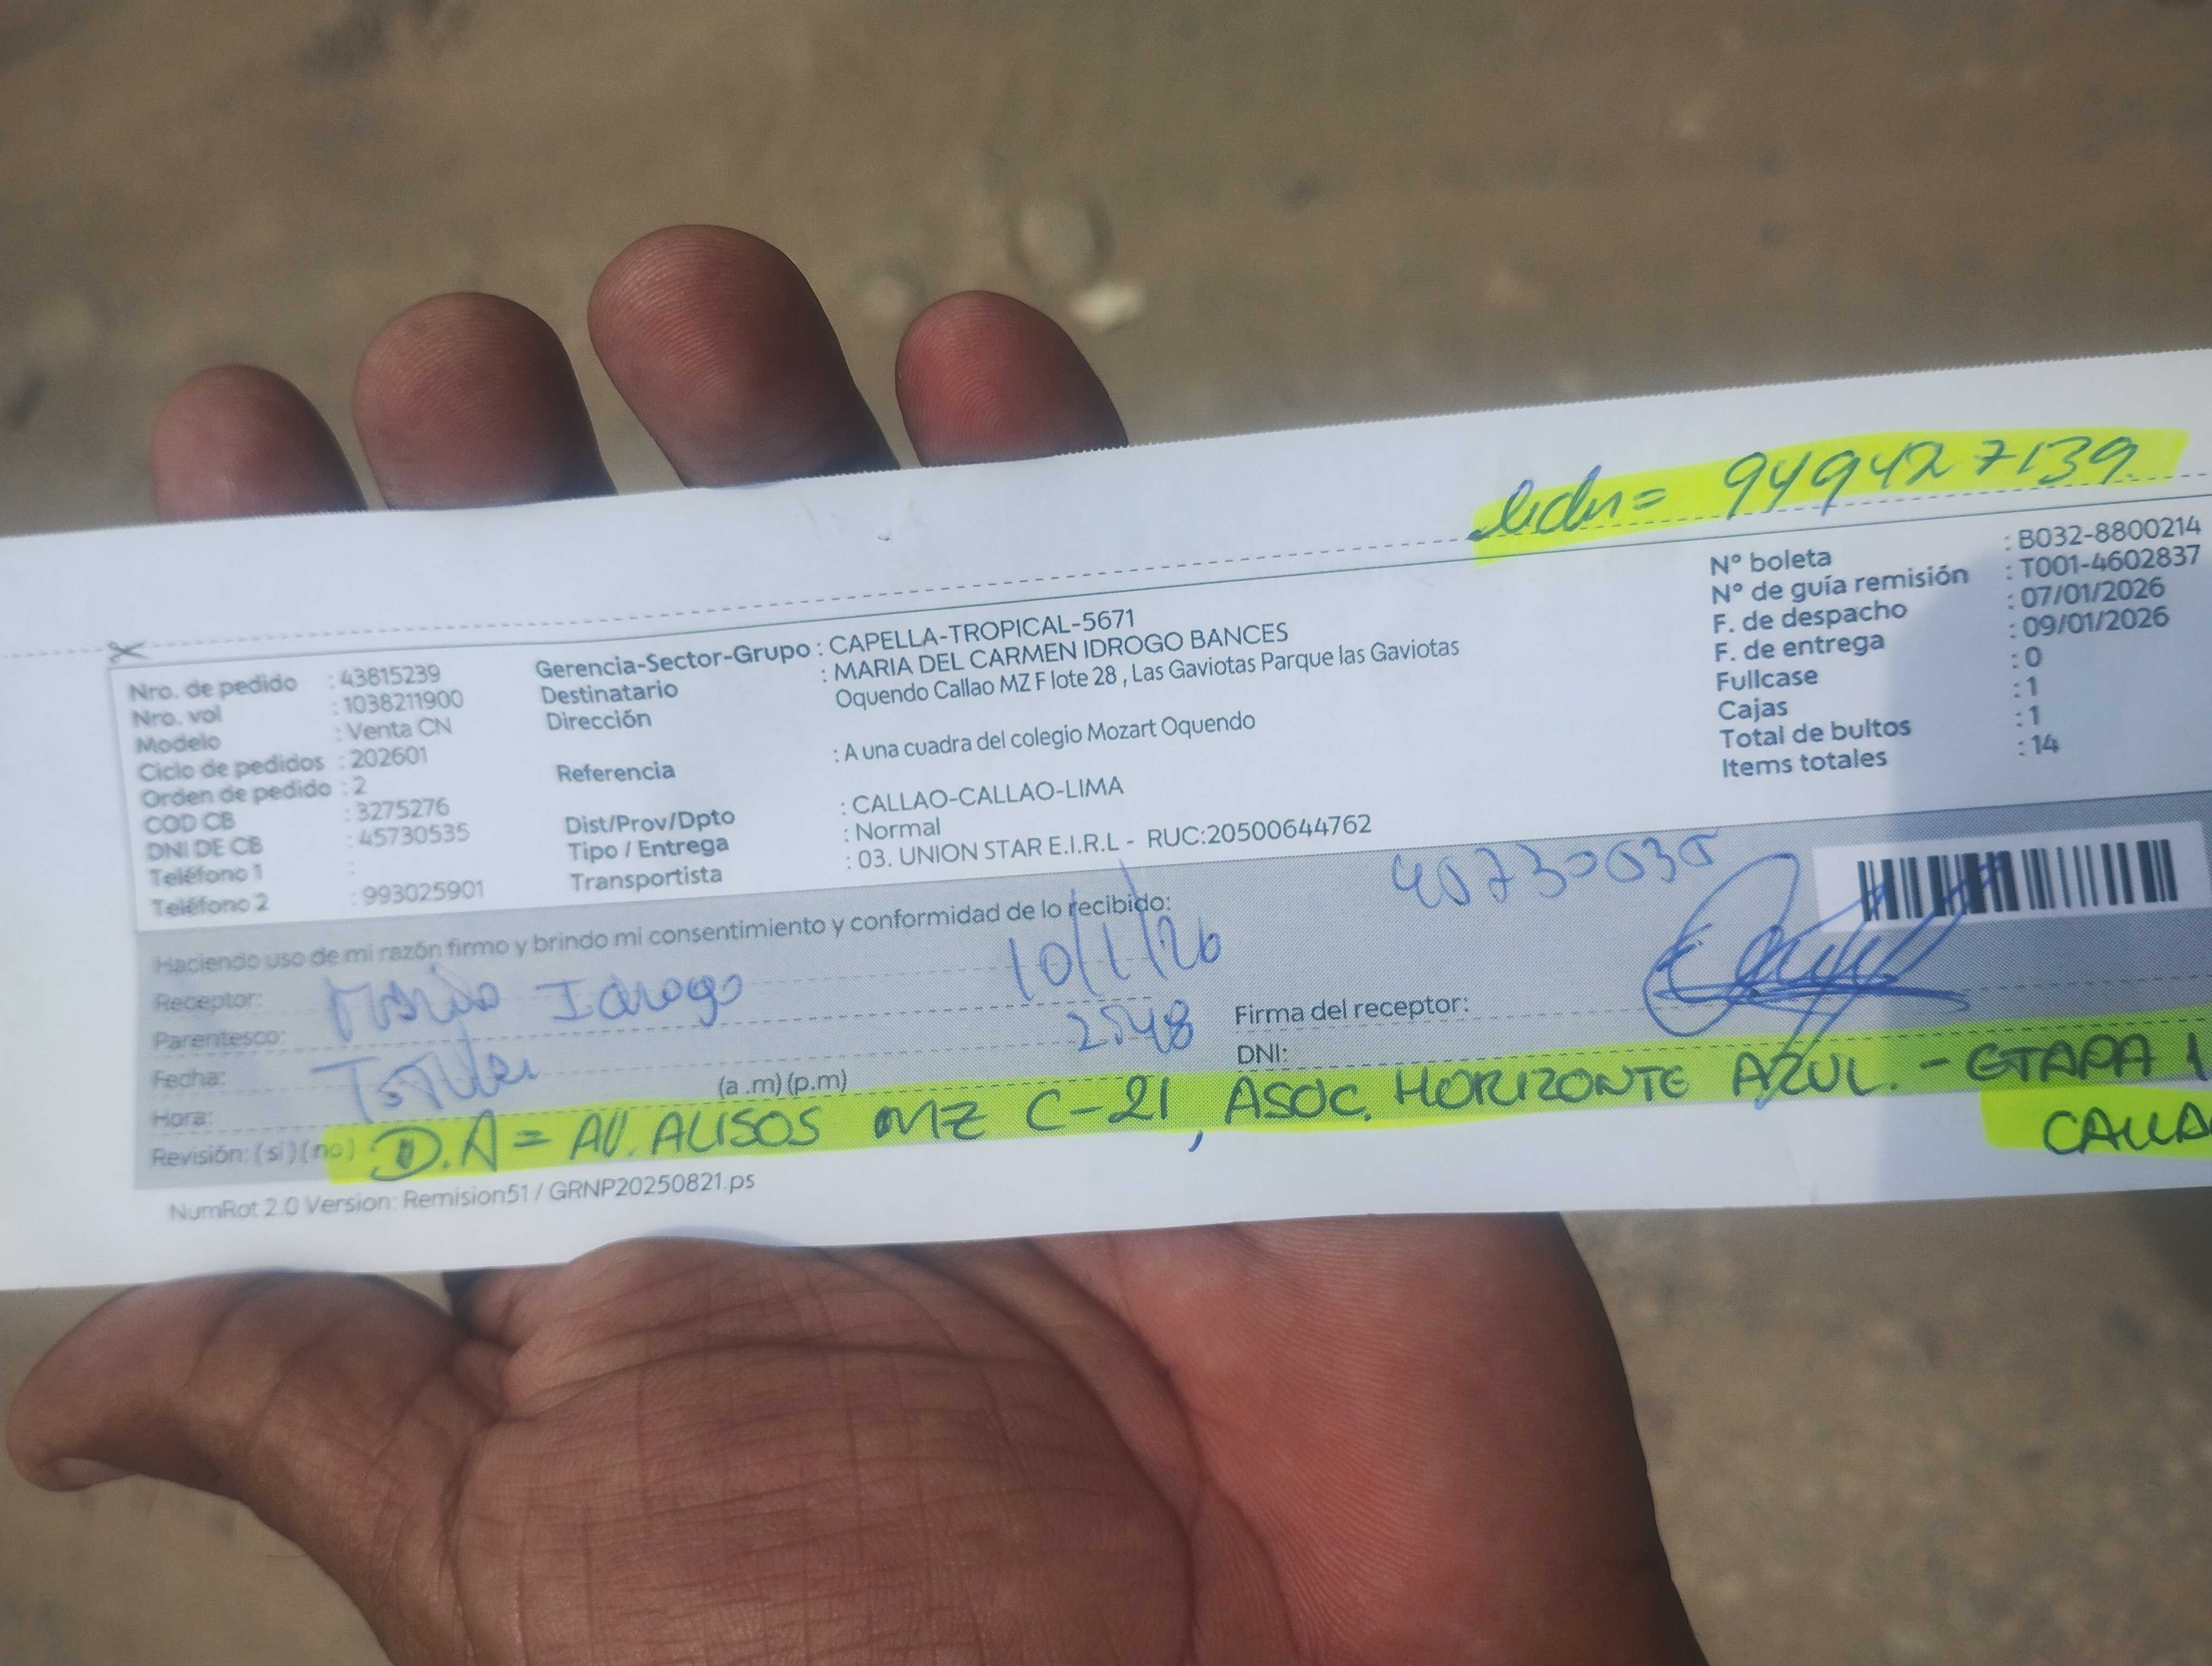 lidu= 949427139
Nro. de pedido : 43815239
Nro. vol : 1038211900
Modelo : Venta CN
Ciclo de pedidos : 202601
Orden de pedido : 2
COD CB : 3275276
DNI DE CB : 45730535
Teléfono 1 :
Teléfono 2 : 993025901
Gerencia-Sector-Grupo : CAPELLA-TROPICAL-5671
Destinatario : MARIA DEL CARMEN IDROGO BANCES
Dirección Oquendo Callao MZ F lote 28 , Las Gaviotas Parque las Gaviotas
Referencia : A una cuadra del colegio Mozart Oquendo
Dist/Prov/Dpto : CALLAO-CALLAO-LIMA
Tipo / Entrega : Normal
Transportista : 03. UNION STAR E.I.R.L - RUC:20500644762
N° boleta : B032-8800214
N° de guía remisión : T001-4602837
F. de despacho : 07/01/2026
F. de entrega : 09/01/2026
Fullcase : 0
Cajas : 1
Total de bultos : 1
Items totales : 14
Haciendo uso de mi razón firmo y brindo mi consentimiento y conformidad de lo recibido:
45730535
Receptor: Maria Idrogo 10/1/26
Parentesco: Titular 2548
Fecha:
Hora: (a .m) (p.m)
Revisión: (si) (no)
Firma del receptor:
DNI:
D.A = AV. ALISOS MZ C-21, ASOC. HORIZONTE AZUL. - ETAPA 1
CALLA
NumRot 2.0 Version: Remision51 / GRNP20250821.ps